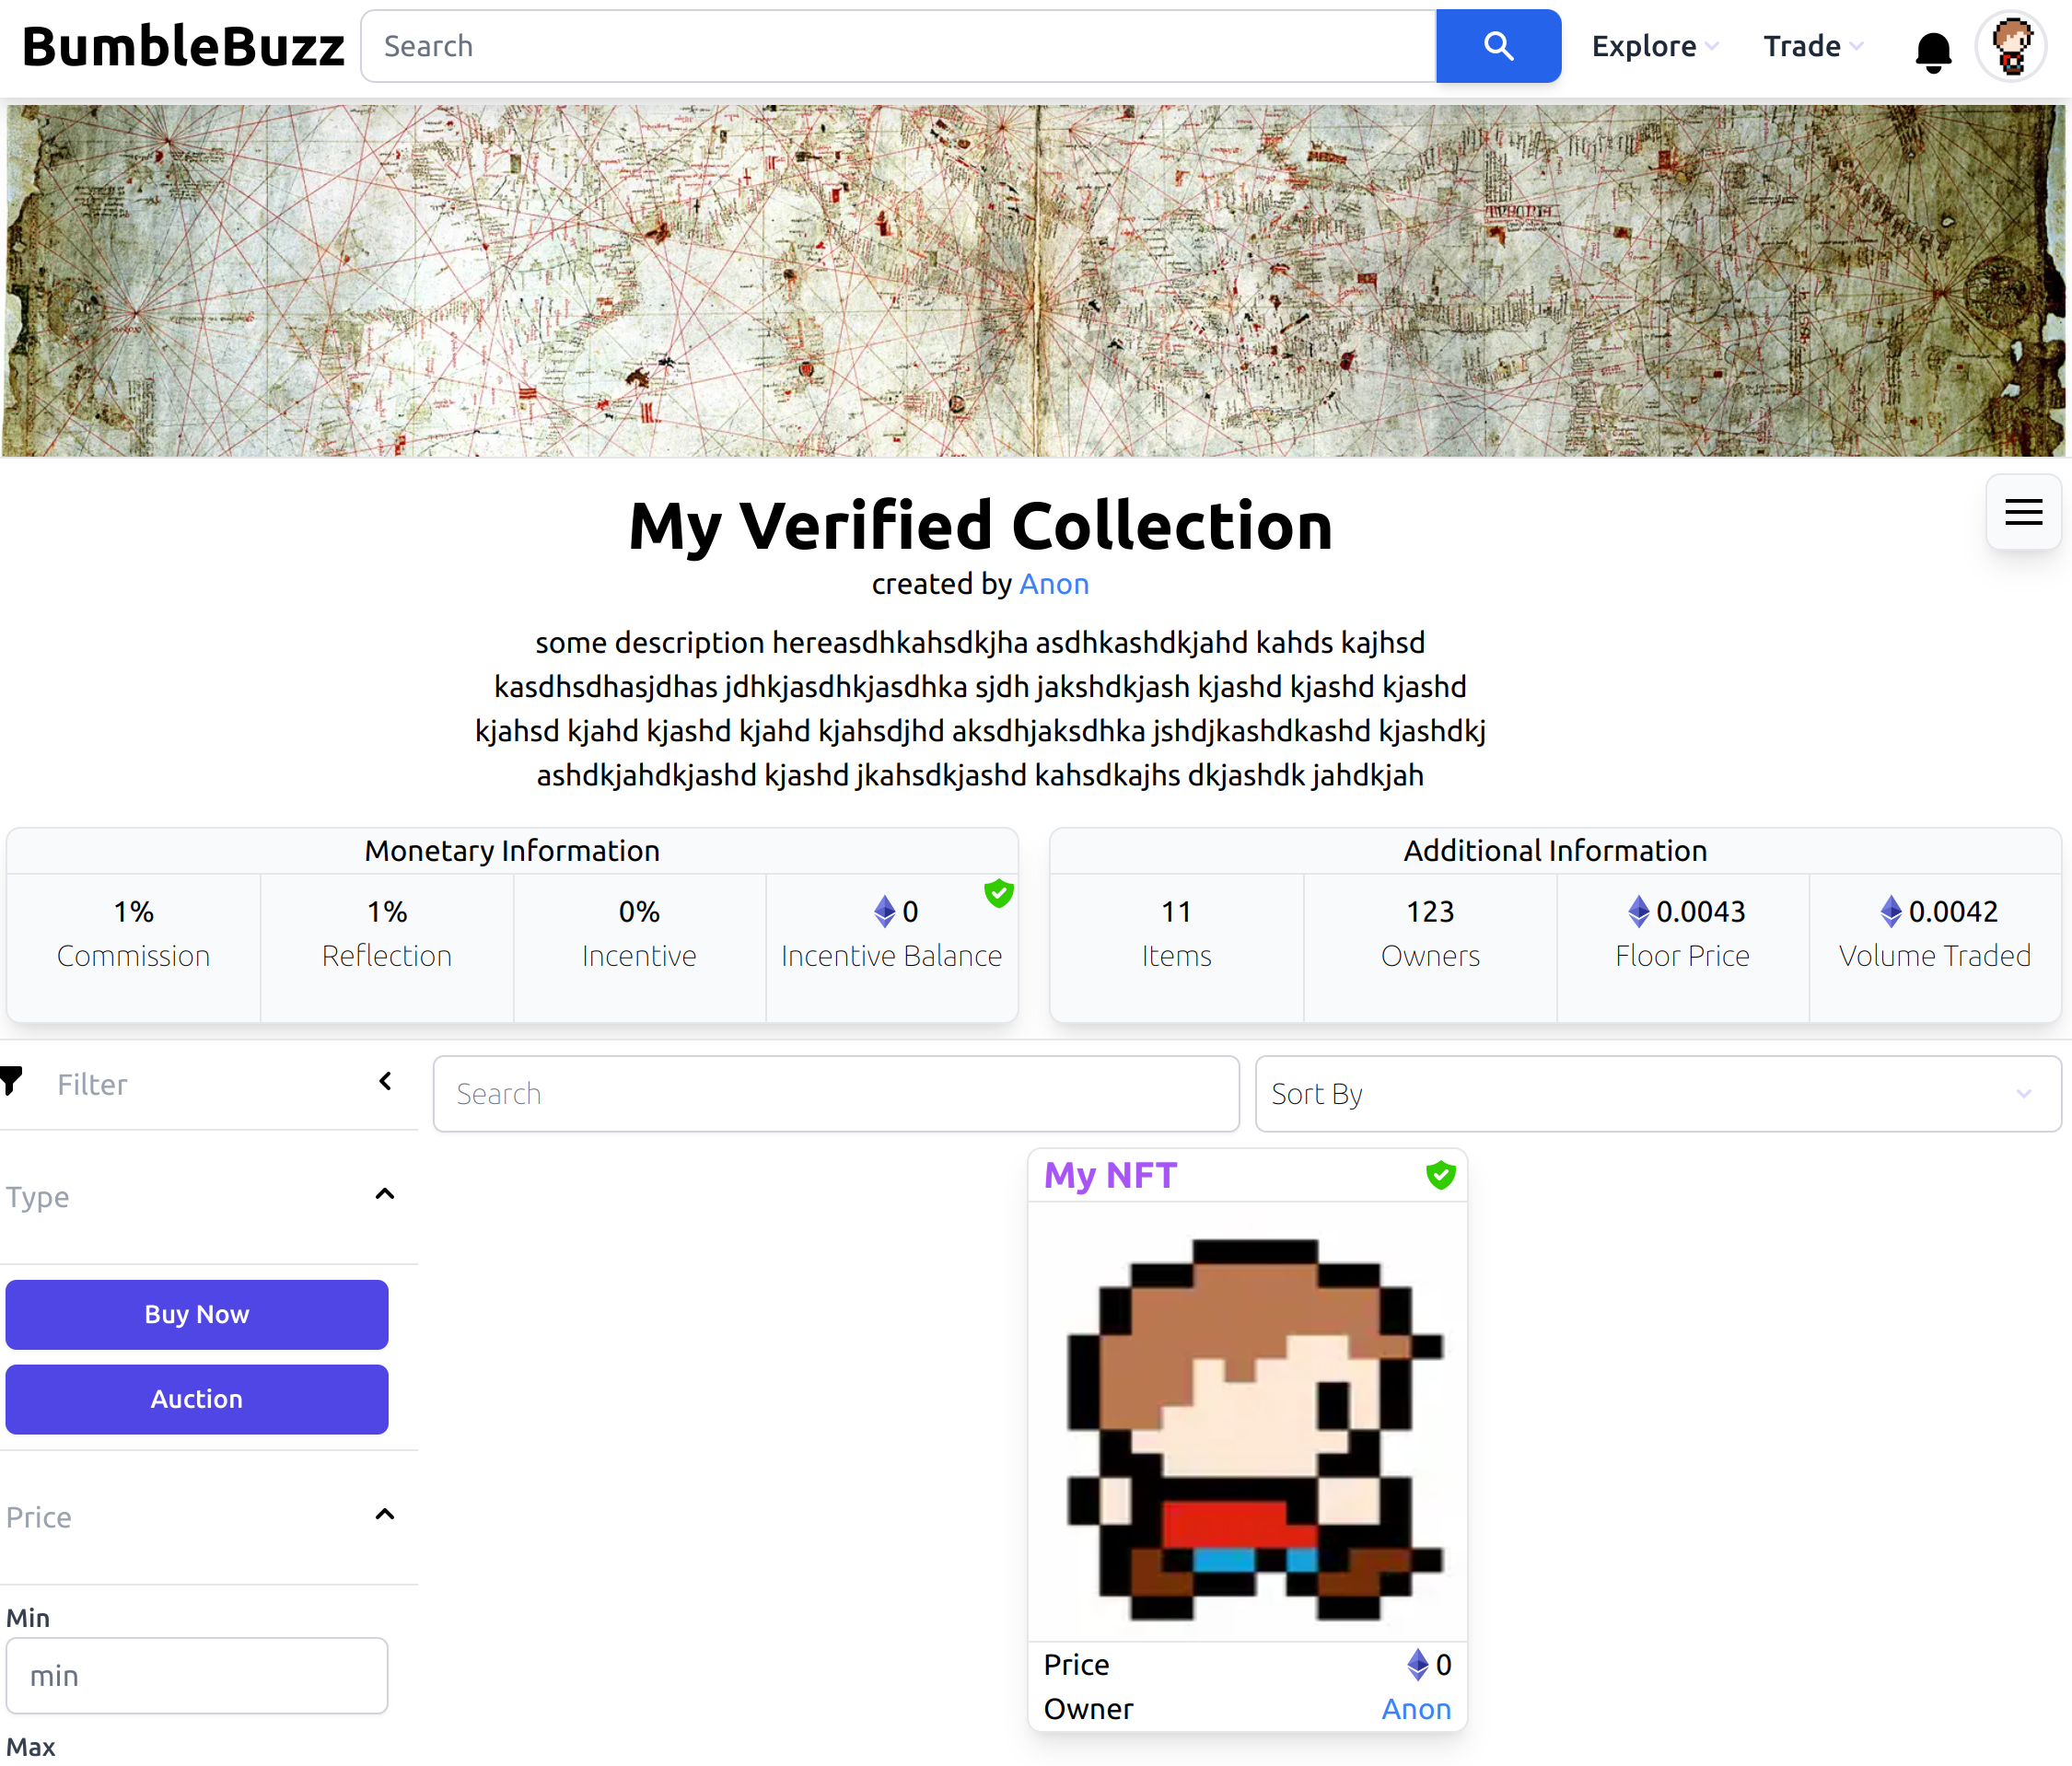 BumbleBuzz
Search
Explore
Trade
My Verified Collection
created by Anon
some description hereasdhkahsdkjha asdhkashdkjahd kahds kajhsd
kasdhsdhasjdhas jdhkjasdhkjasdhka sjdh jakshdkjash kjashd kjashd kjashd
kjahsd kjahd kjashd kjahd kjahsdjhd aksdhjaksdhka jshdjkashdkashd kjashdkj
ashdkjahdkjashd kjashd jkahsdkjashd kahsdkajhs dkjashdk jahdkjah
Monetary Information
1%
Commission
1%
Reflection
0%
Incentive
0
Incentive Balance
Additional Information
11
Items
123
Owners
0.0043
Floor Price
0.0042
Volume Traded
Filter
Search
Sort By
Type
Buy Now
Auction
Price
Min
min
Max
My NFT
Price 0
Owner Anon